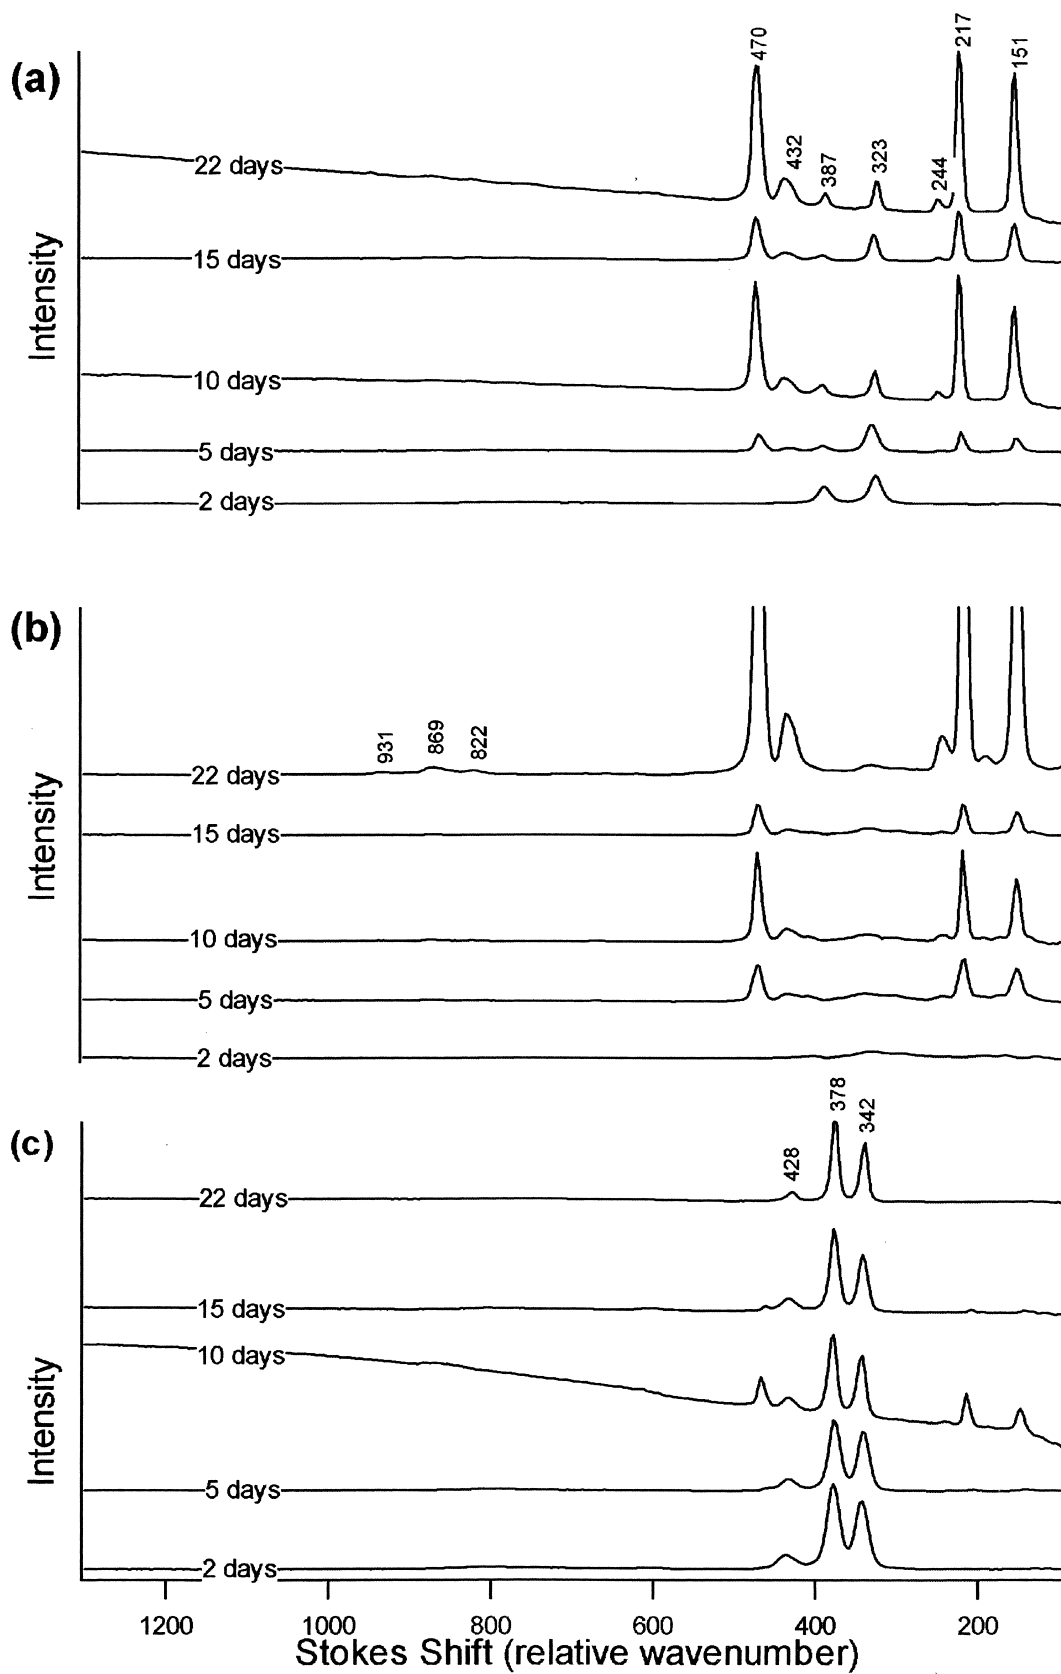 (a)
470
432
387
323
244
217
151
22 days
15 days
10 days
5 days
2 days
Intensity
(b)
931
869
822
22 days
15 days
10 days
5 days
2 days
Intensity
(c)
428
378
342
22 days
15 days
10 days
5 days
2 days
Intensity
1200 1000 800 600 400 200
Stokes Shift (relative wavenumber)